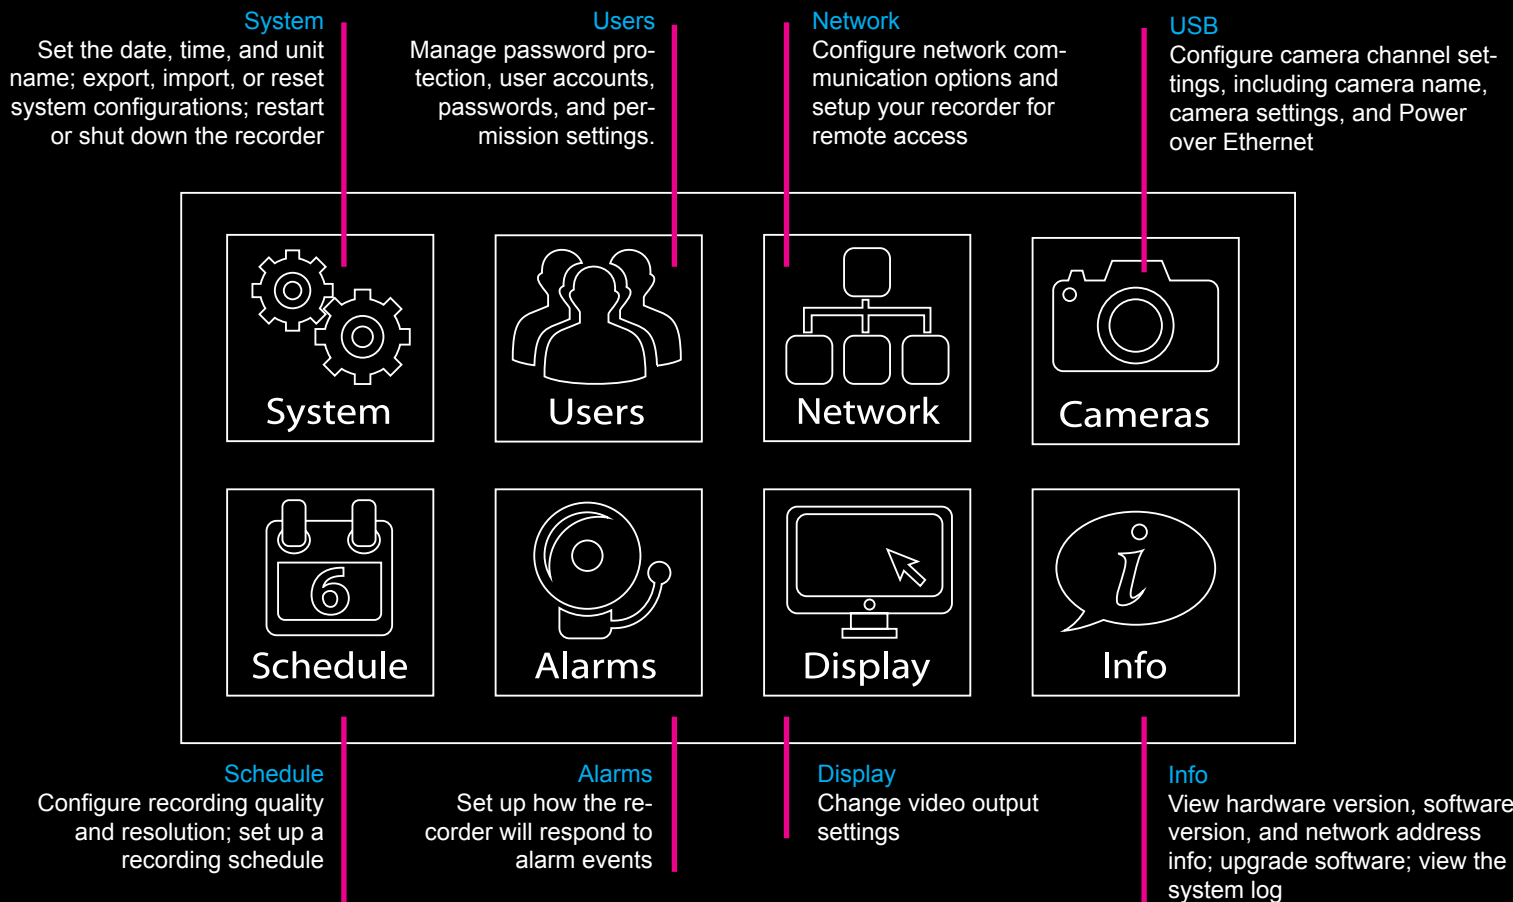 System
Set the date, time, and unit
name; export, import, or reset
system configurations; restart
or shut down the recorder
Users
Manage password pro-
tection, user accounts,
passwords, and per-
mission settings.
Network
Configure network com-
munication options and
setup your recorder for
remote access
USB
Configure camera channel set-
tings, including camera name,
camera settings, and Power
over Ethernet
System
Users
Network
Cameras
6
Schedule
Alarms
Display
i
Info
Schedule
Configure recording quality
and resolution; set up a
recording schedule
Alarms
Set up how the re-
corder will respond to
alarm events
Display
Change video output
settings
Info
View hardware version, software
version, and network address
info; upgrade software; view the
system log